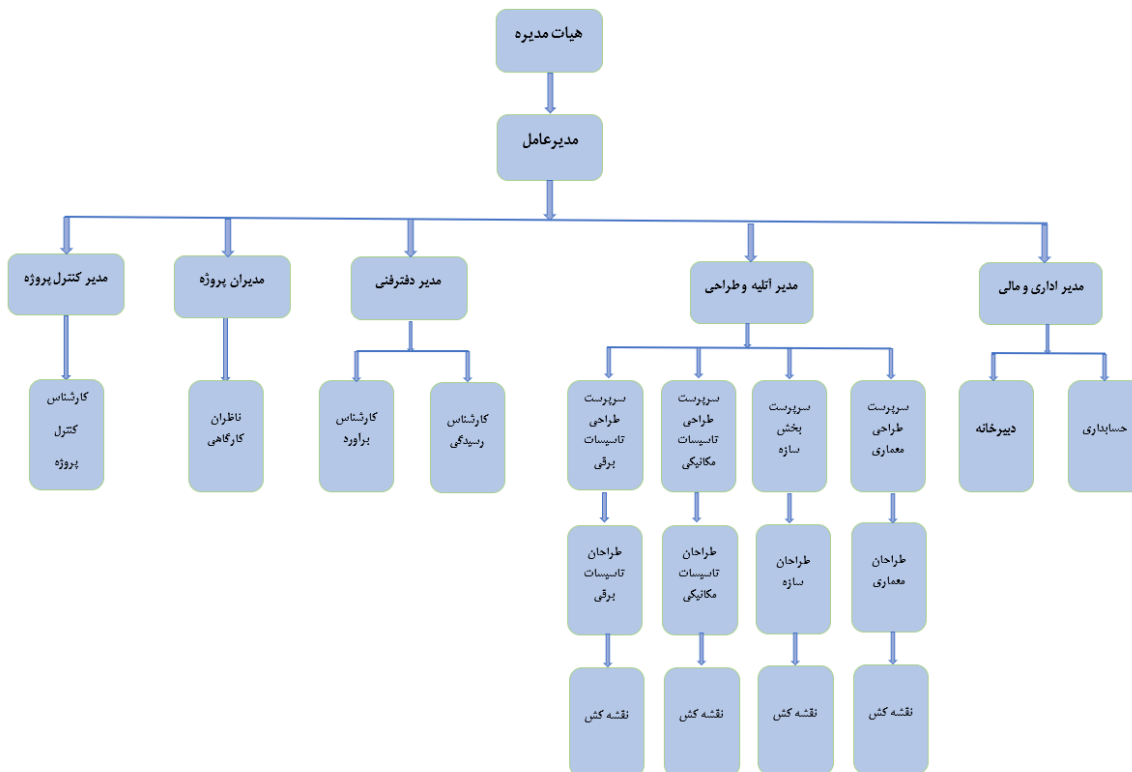 هیات مدیره
مدیرعامل
مدیر اداری و مالی
مدیر آتلیه و طراحی
مدیر دفترفنی
مدیران پروژه
مدیر کنترل پروژه
حسابداری
دبیرخانه
سرپرست
طراحی
معماری
سرپرست
بخش
سازه
سرپرست
طراحی
تاسیسات
مکانیکی
سرپرست
طراحی
تاسیسات
برقی
کارشناس
رسیدگی
کارشناس
براورد
ناظران
کارگاهی
کارشناس
کنترل
پروژه
طراحان
معماری
طراحان
سازه
طراحان
تاسیسات
مکانیکی
طراحان
تاسیسات
برقی
نقشه کش
نقشه کش
نقشه کش
نقشه کش